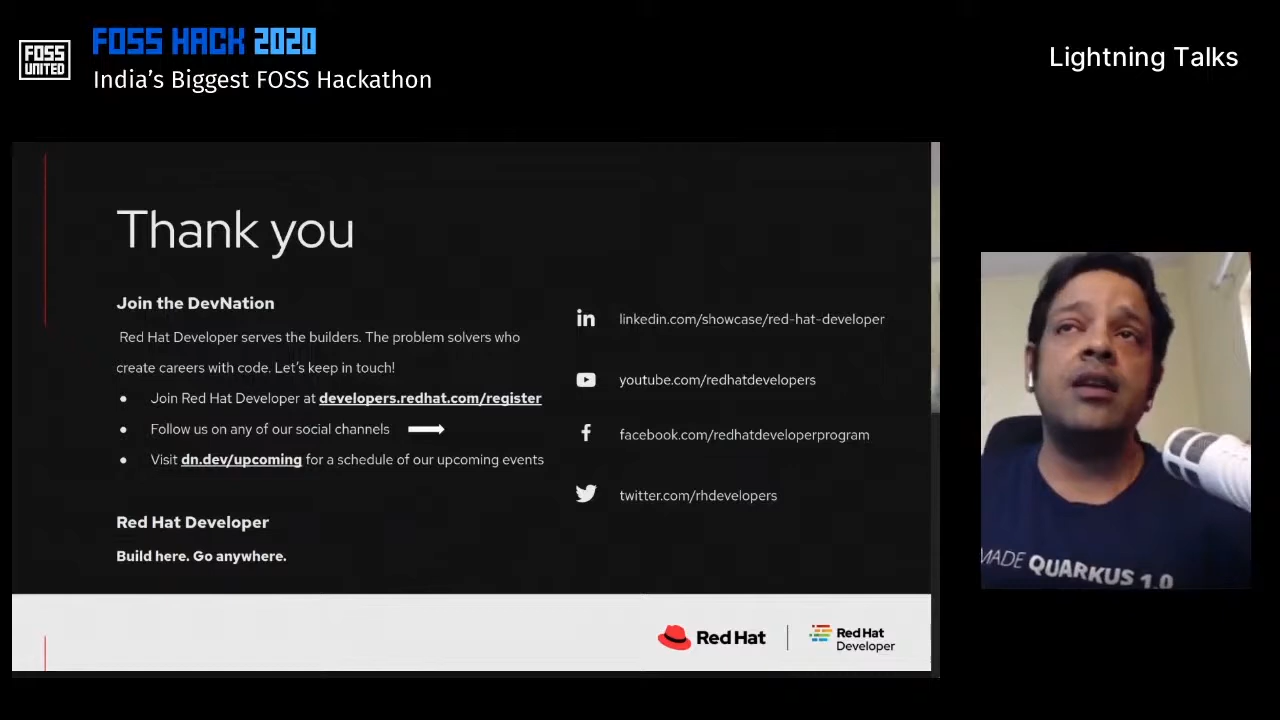 FOSS UNITED
FOSS HACK 2020
India's Biggest FOSS Hackathon
Lightning Talks
Thank you
Join the DevNation
Red Hat Developer serves the builders. The problem solvers who
create careers with code. Let's keep in touch!
● Join Red Hat Developer at developers.redhat.com/register
● Follow us on any of our social channels
● Visit dn.dev/upcoming for a schedule of our upcoming events
Red Hat Developer
Build here. Go anywhere.
in linkedin.com/showcase/red-hat-developer
youtube.com/redhatdevelopers
f facebook.com/redhatdeveloperprogram
twitter.com/rhdevelopers
Red Hat
Red Hat
Developer
MADE QUARKUS 1.0